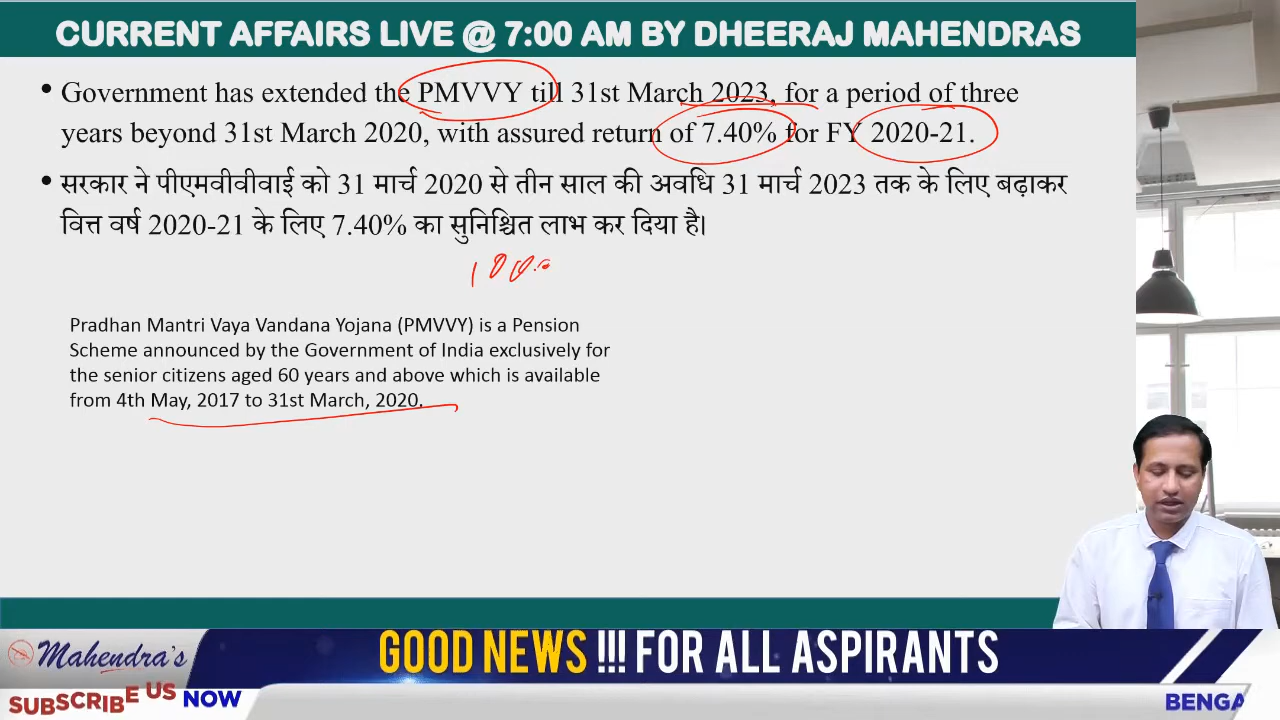 CURRENT AFFAIRS LIVE @ 7:00 AM BY DHEERAJ MAHENDRAS
• Government has extended the PMVVY till 31st March 2023, for a period of three
years beyond 31st March 2020, with assured return of 7.40% for FY 2020-21.
• सरकार ने पीएमवीवीवाई को 31 मार्च 2020 से तीन साल की अवधि 31 मार्च 2023 तक के लिए बढ़ाकर
वित्त वर्ष 2020-21 के लिए 7.40% का सुनिश्चित लाभ कर दिया है।
Pradhan Mantri Vaya Vandana Yojana (PMVVY) is a Pension
Scheme announced by the Government of India exclusively for
the senior citizens aged 60 years and above which is available
from 4th May, 2017 to 31st March, 2020.
Mahendra's
GOOD NEWS !!! FOR ALL ASPIRANTS
SUBSCRIBE US NOW
BENGA